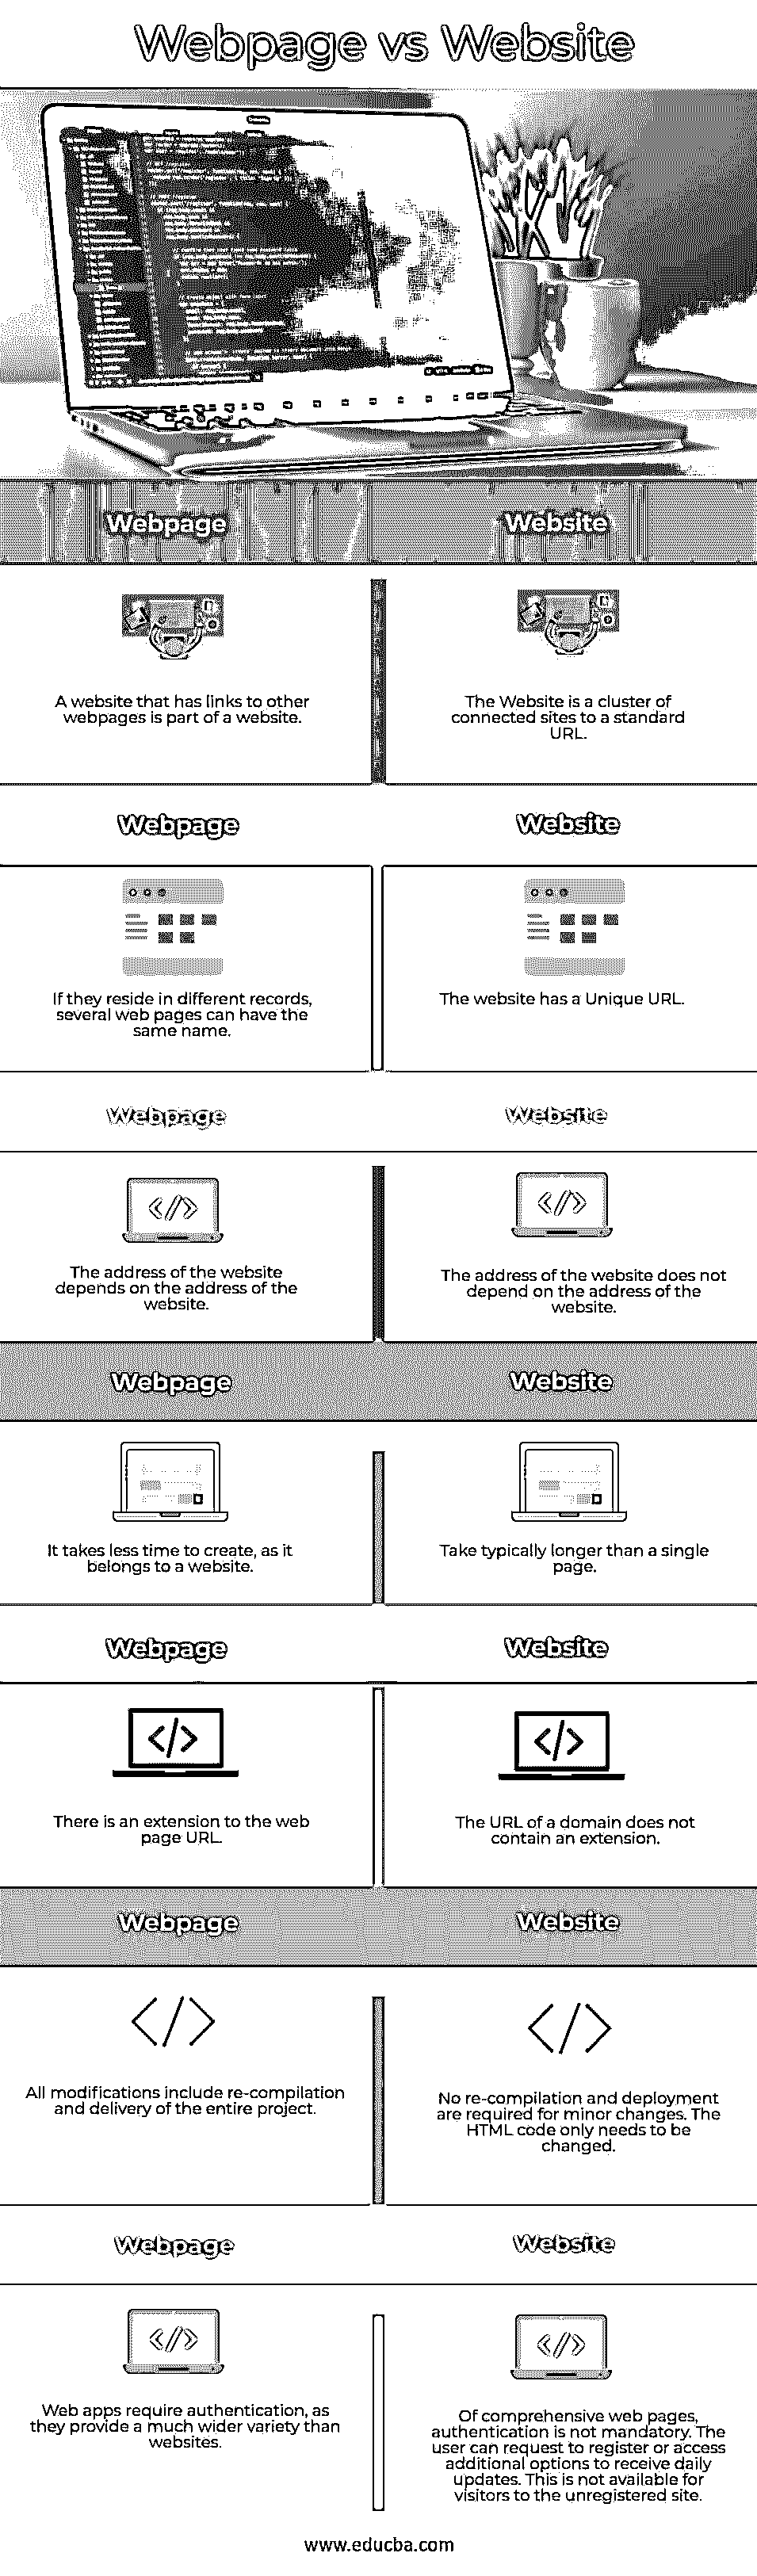 Webpage vs Website
Webpage
Website
A website that has links to other
webpages is part of a website.
The Website is a cluster of
connected sites to a standard
URL.
Webpage
Website
If they reside in different records,
several web pages can have the
same name.
The website has a Unique URL.
Webpage
Website
The address of the website
depends on the address of the
website.
The address of the website does not
depend on the address of the
website.
Webpage
Website
It takes less time to create, as it
belongs to a website.
Take typically longer than a single
page.
Webpage
Website
There is an extension to the web
page URL.
The URL of a domain does not
contain an extension.
Webpage
Website
All modifications include re-compilation
and delivery of the entire project.
No re-compilation and deployment
are required for minor changes. The
HTML code only needs to be
changed.
Webpage
Website
Web apps require authentication, as
they provide a much wider variety than
websites.
Of comprehensive web pages,
authentication is not mandatory. The
user can request to register or access
additional options to receive daily
updates. This is not available for
visitors to the unregistered site.
www.educba.com